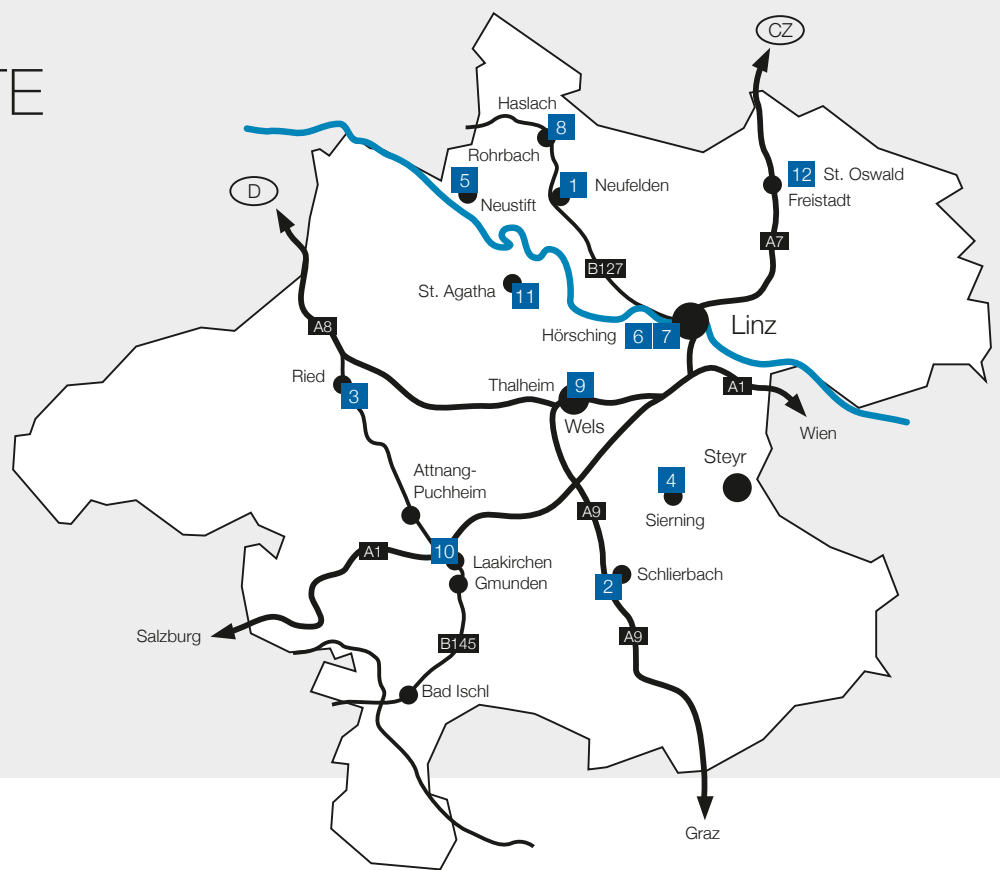 TE
CZ
Haslach
8
Rohrbach
5
1
Neufelden
Neustift
12
St. Oswald
Freistadt
D
A7
B127
St. Agatha
11
A8
Hörsching
6
7
Linz
Ried
3
Thalheim
9
Wels
A1
Wien
Steyr
Attnang-
Puchheim
4
Sierning
A9
A1
10
Laakirchen
Gmunden
Schlierbach
2
Salzburg
B145
A9
Bad Ischl
Graz